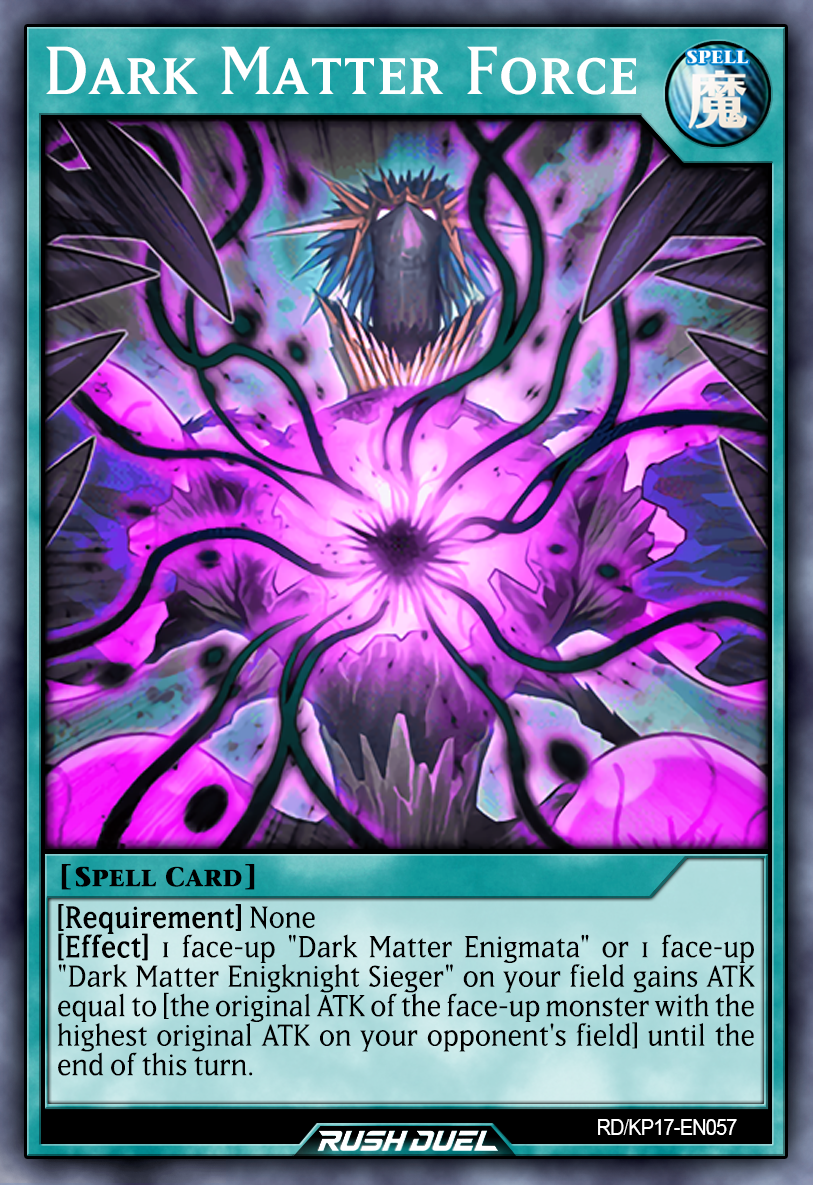 Dark Matter Force
SPELL
魔
[Spell Card]
[Requirement] None
[Effect] 1 face-up "Dark Matter Enigmata" or 1 face-up
"Dark Matter Enigknight Sieger" on your field gains ATK
equal to [the original ATK of the face-up monster with the
highest original ATK on your opponent's field] until the
end of this turn.
RD/KP17-EN057
RUSH DUEL